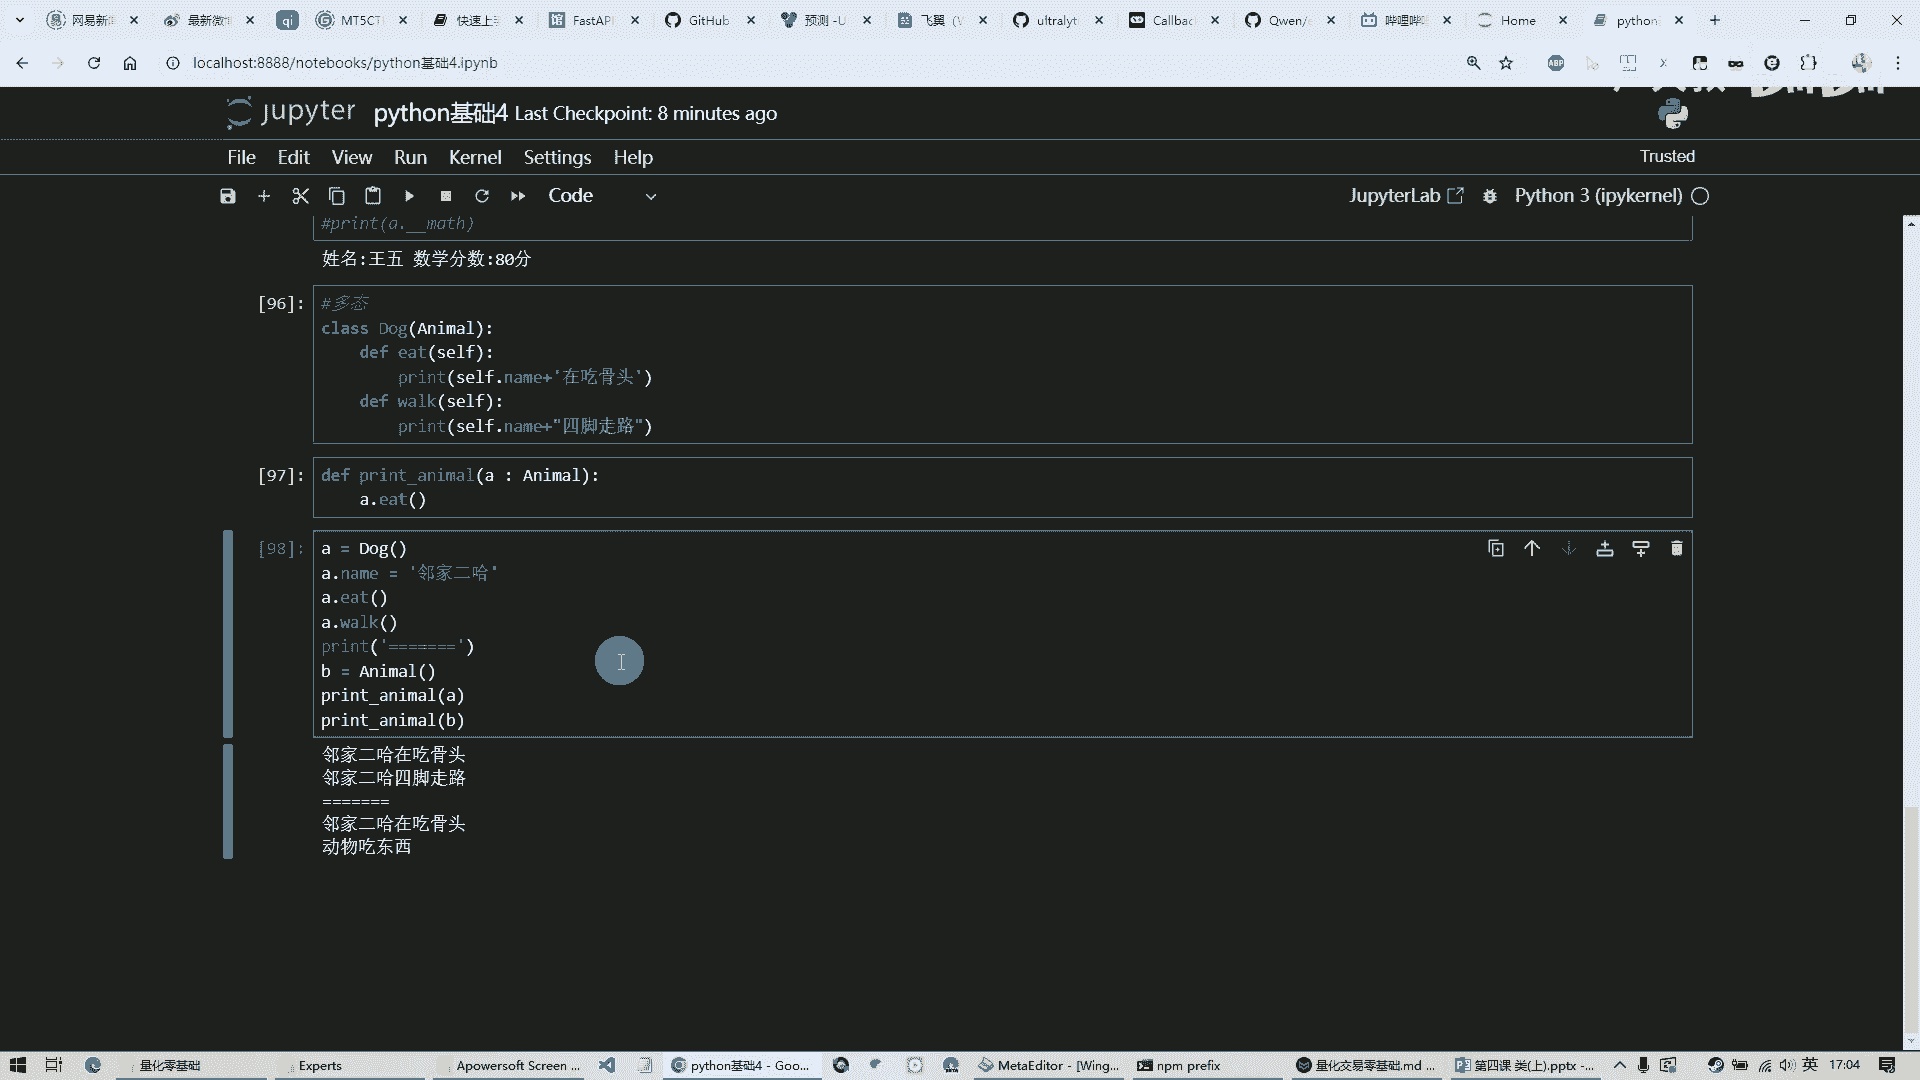 网易新
最新微
qi
MT5CT
快速上
FastAPI
GitHub
预测 -U
飞翼 (V
ultralyt
Callbac
Qwen/
哔哩哔
Home
python
localhost:8888/notebooks/python基础4.ipynb
ABP
jupyter python基础4 Last Checkpoint: 8 minutes ago
File Edit View Run Kernel Settings Help
Trusted
Code
JupyterLab
Python 3 (ipykernel)
#print(a.__math)
姓名:王五 数学分数:80分
[96]: #多态
class Dog(Animal):
    def eat(self):
        print(self.name+'在吃骨头')
    def walk(self):
        print(self.name+"四脚走路")
[97]: def print_animal(a : Animal):
    a.eat()
[98]: a = Dog()
a.name = '邻家二哈'
a.eat()
a.walk()
print('=======')
b = Animal()
print_animal(a)
print_animal(b)
邻家二哈在吃骨头
邻家二哈四脚走路
=======
邻家二哈在吃骨头
动物吃东西
量化零基础
Experts
Apowersoft Screen ...
python基础4 - Goo...
MetaEditor - [Wing...
npm prefix
量化交易零基础.md ...
第四课 类(上).pptx -...
英
17:04